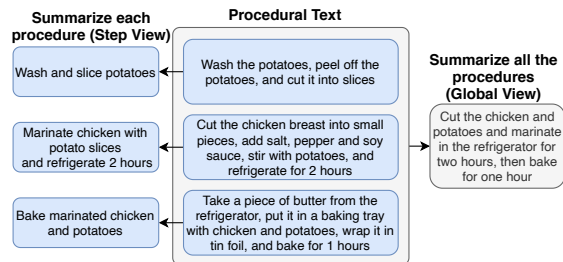 Summarize each
procedure (Step View)
Wash and slice potatoes
Marinate chicken with
potato slices
and refrigerate 2 hours
Bake marinated chicken
and potatoes
Procedural Text
Wash the potatoes, peel off the
potatoes, and cut it into slices
Cut the chicken breast into small
pieces, add salt, pepper and soy
sauce, stir with potatoes, and
refrigerate for 2 hours
Take a piece of butter from the
refrigerator, put it in a baking tray
with chicken and potatoes, wrap it in
tin foil, and bake for 1 hours
Summarize all the
procedures
(Global View)
Cut the chicken and
potatoes and marinate
in the refrigerator for
two hours, then bake
for one hour